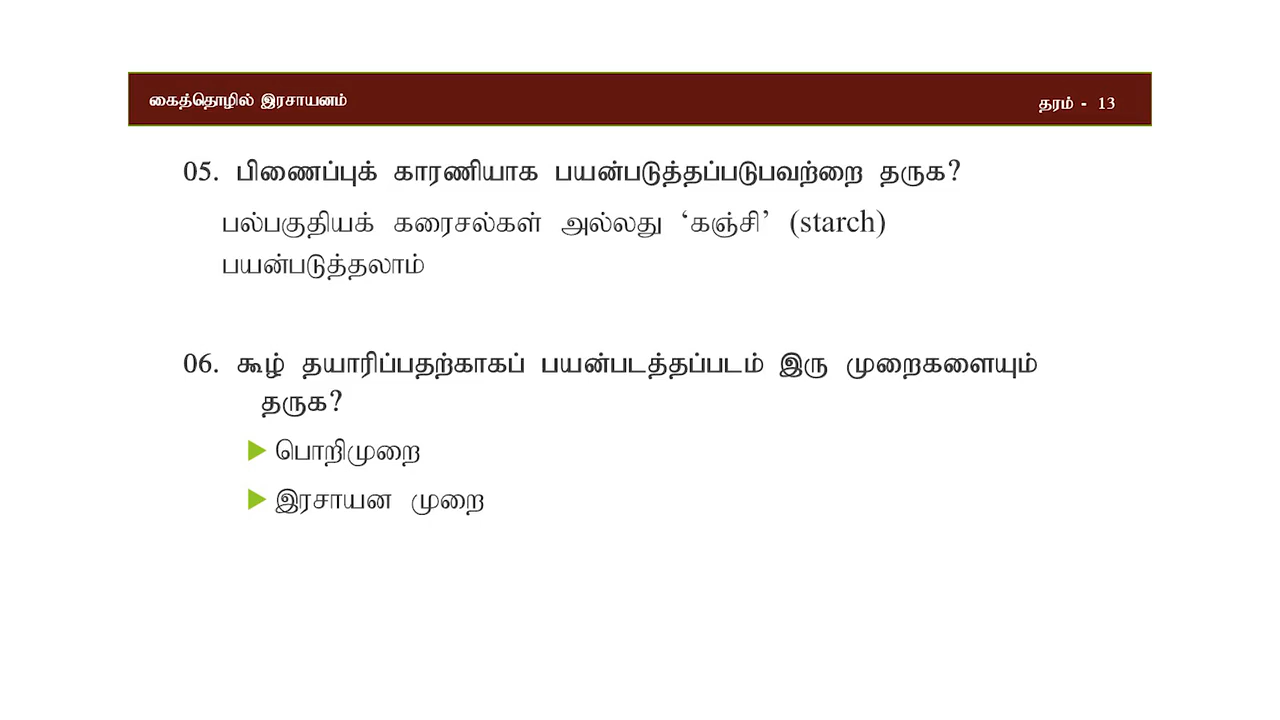 கைத்தொழில் இரசாயனம்
தரம் - 13
05. பிணைப்புக் காரணியாக பயன்படுத்தப்படுபவற்றை தருக?
பல்பகுதியக் கரைசல்கள் அல்லது ‘கஞ்சி’ (starch)
பயன்படுத்தலாம்
06. கூழ் தயாரிப்பதற்காகப் பயன்படத்தப்படம் இரு முறைகளையும்
தருக?
பொறிமுறை
இரசாயன முறை